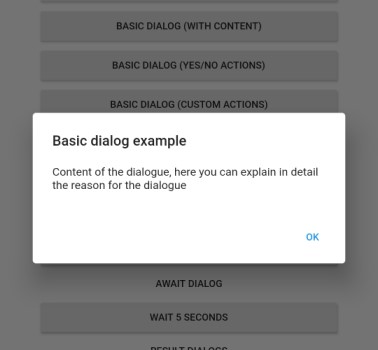 BASIC DIALOG (WITH CONTENT)
BASIC DIALOG (YES/NO ACTIONS)
BASIC DIALOG (CUSTOM ACTIONS)
Basic dialog example
Content of the dialogue, here you can explain in detail
the reason for the dialogue
OK
AWAIT DIALOG
WAIT 5 SECONDS
RESULT DIALOGS